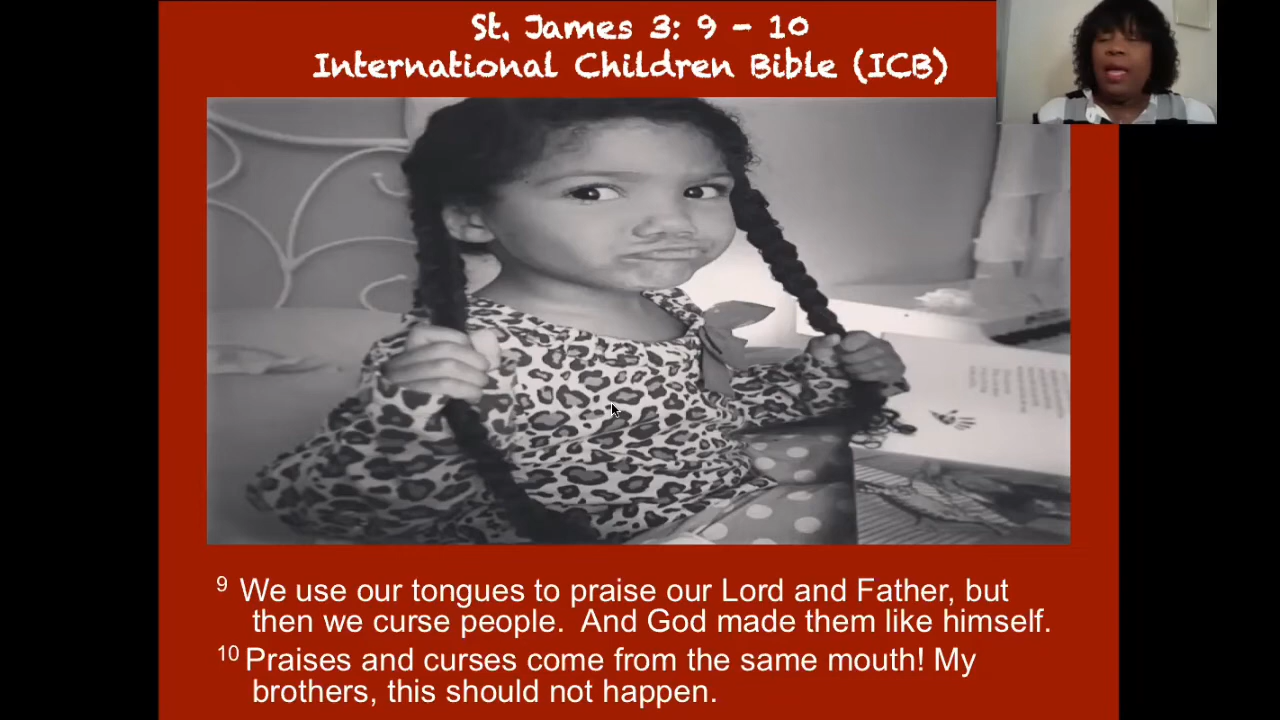 St. James 3: 9 - 10
International Children Bible (ICB)
9 We use our tongues to praise our Lord and Father, but
then we curse people.  And God made them like himself.
10 Praises and curses come from the same mouth! My
brothers, this should not happen.